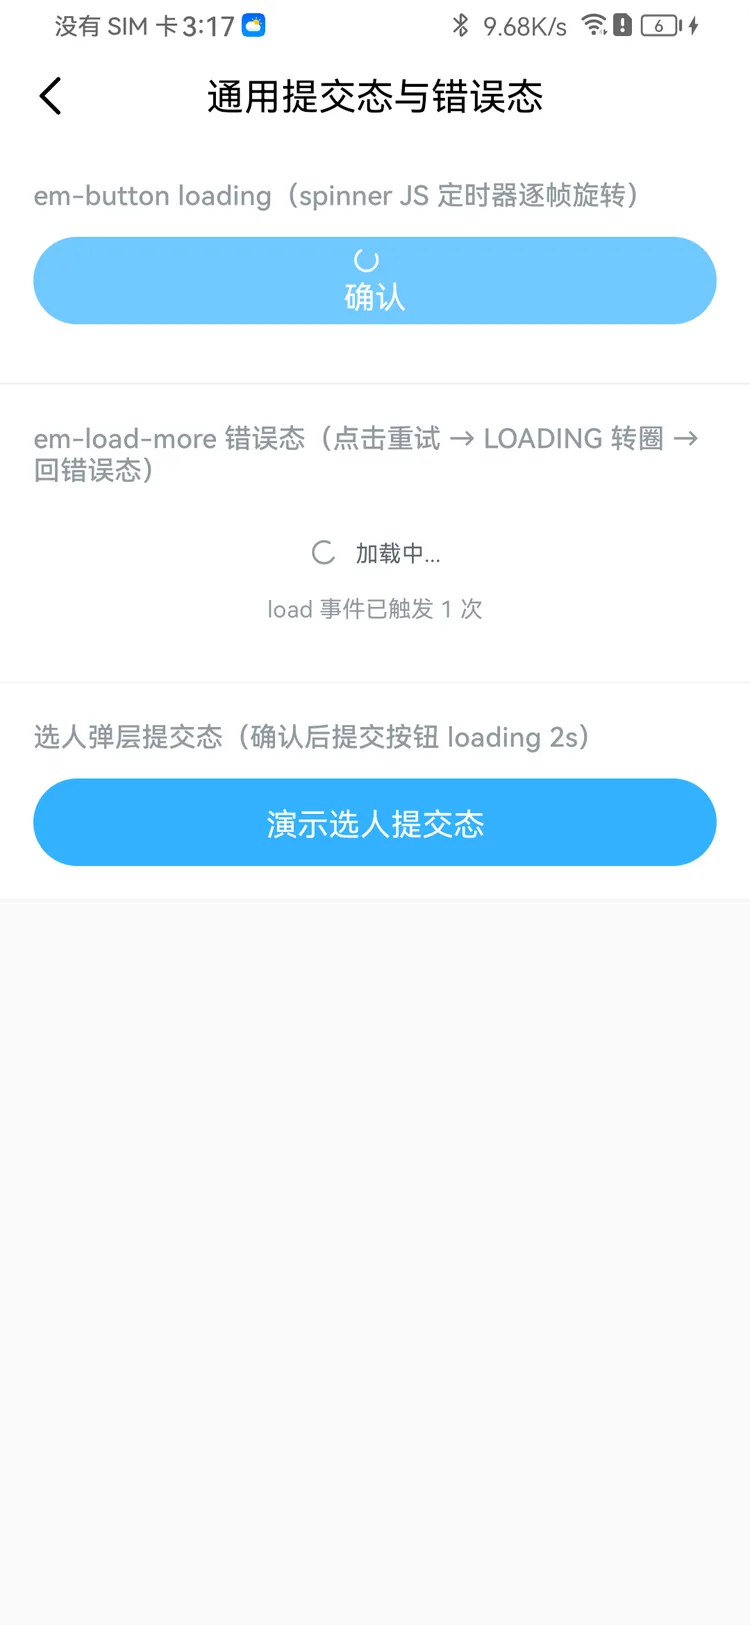 没有 SIM 卡 3:17 9.68K/s 6
通用提交态与错误态
em-button loading（spinner JS 定时器逐帧旋转）
确认
em-load-more 错误态（点击重试 → LOADING 转圈 →
回错误态）
加载中...
load 事件已触发 1 次
选人弹层提交态（确认后提交按钮 loading 2s）
演示选人提交态